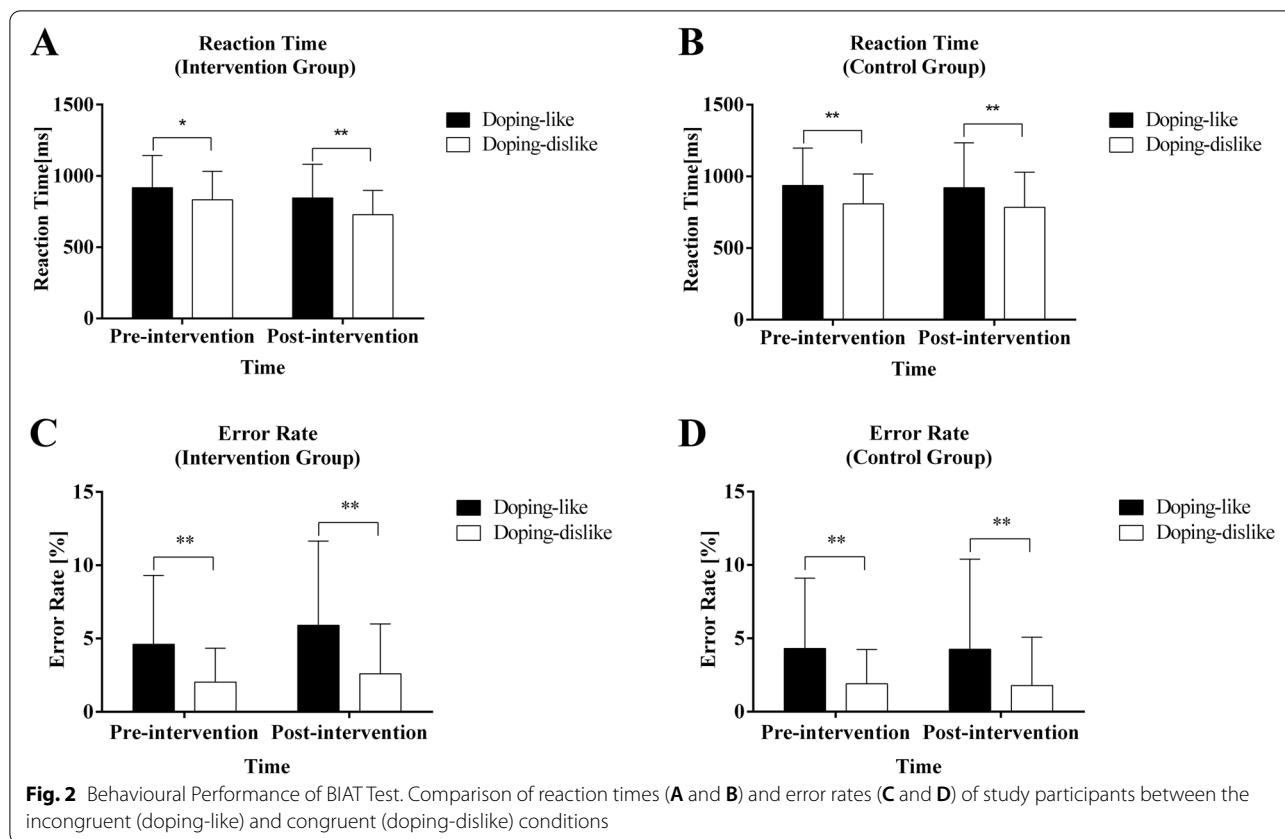 A
Reaction Time
(Intervention Group)
Reaction Time[ms]
1500
1000
500
0
*
**
Doping-like
Doping-dislike
Pre-intervention
Post-intervention
Time
B
Reaction Time
(Control Group)
Reaction Time[ms]
1500
1000
500
0
**
**
Doping-like
Doping-dislike
Pre-intervention
Post-intervention
Time
C
Error Rate
(Intervention Group)
Error Rate [%]
15
10
5
0
**
**
Doping-like
Doping-dislike
Pre-intervention
Post-intervention
Time
D
Error Rate
(Control Group)
Error Rate [%]
15
10
5
0
**
**
Doping-like
Doping-dislike
Pre-intervention
Post-intervention
Time
Fig. 2 Behavioural Performance of BIAT Test. Comparison of reaction times (A and B) and error rates (C and D) of study participants between the
incongruent (doping-like) and congruent (doping-dislike) conditions